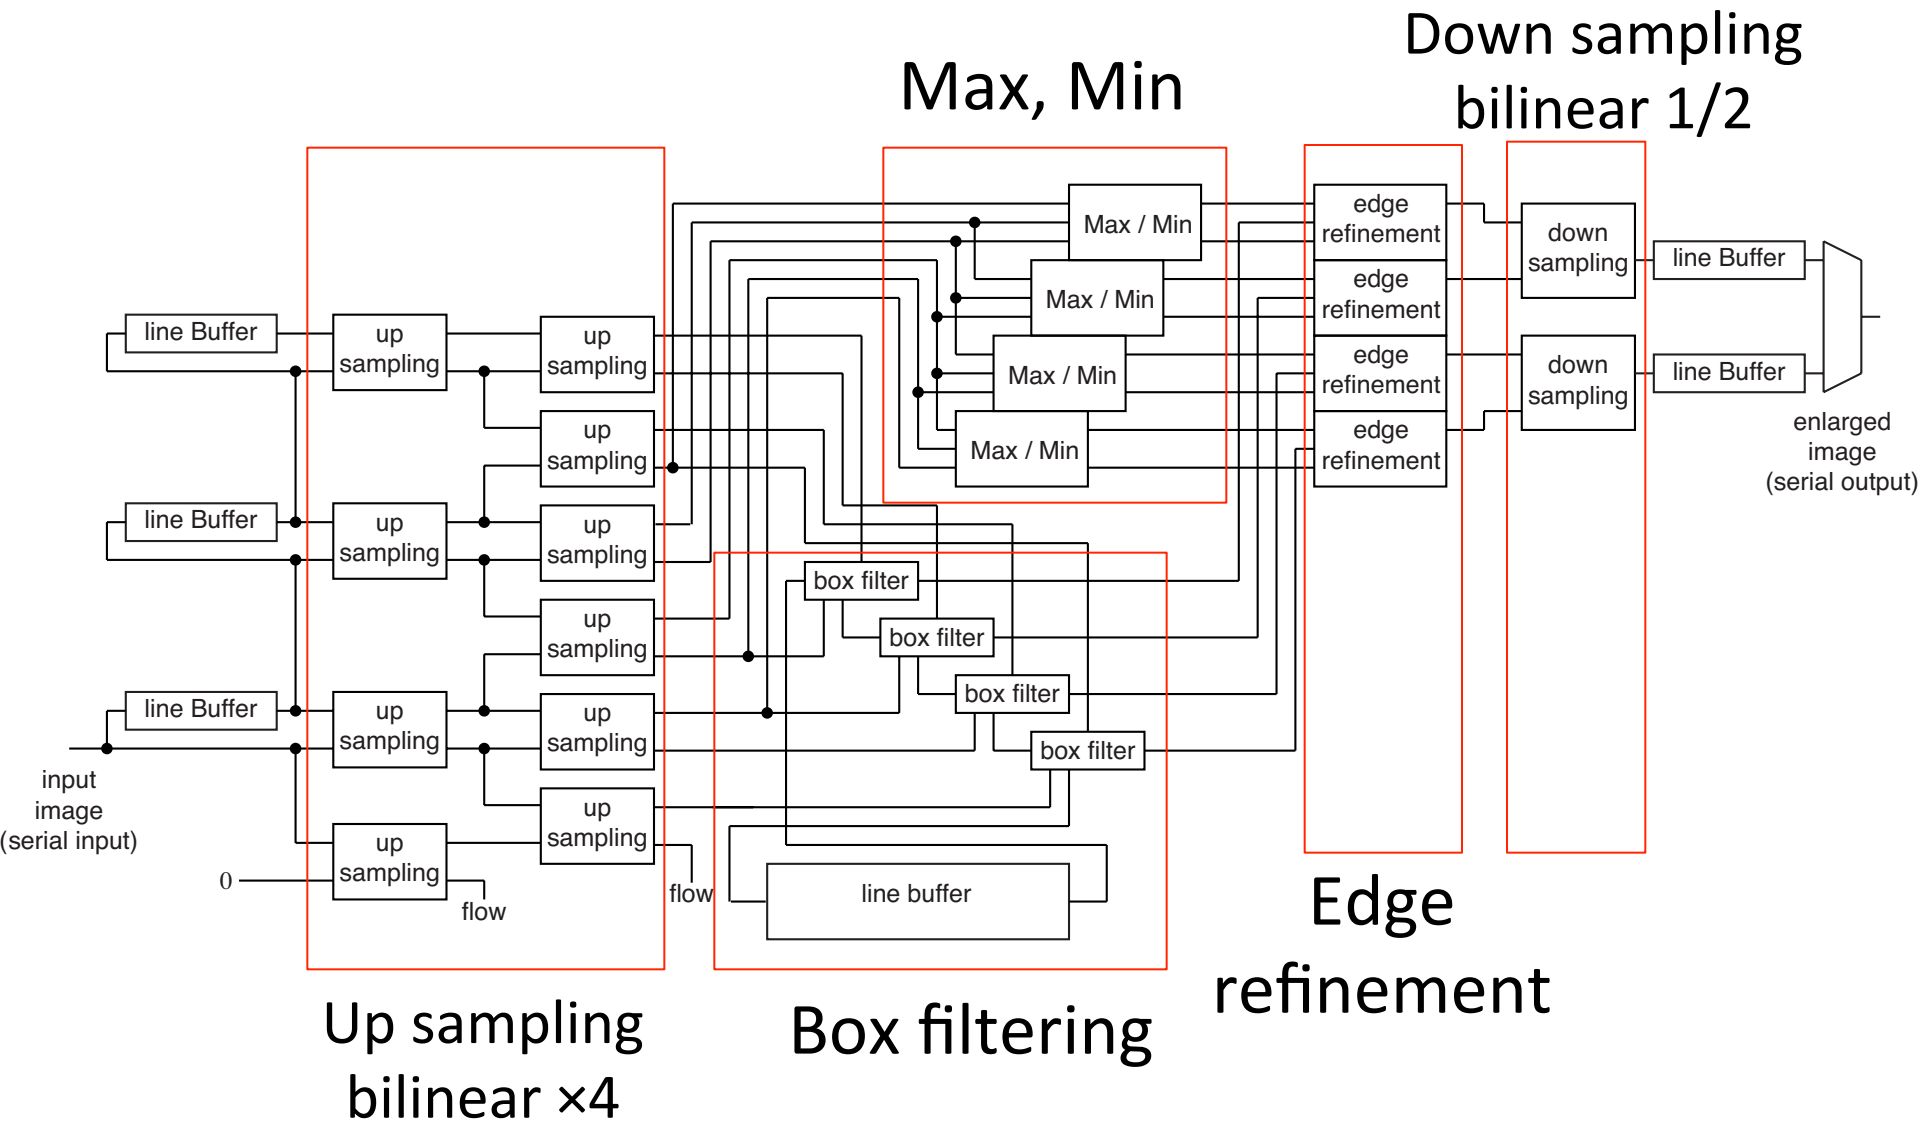 Down sampling
bilinear 1/2
Max, Min
Max / Min
Max / Min
Max / Min
Max / Min
edge
refinement
edge
refinement
edge
refinement
edge
refinement
down
sampling
down
sampling
line Buffer
line Buffer
enlarged
image
(serial output)
line Buffer
line Buffer
line Buffer
input
image
(serial input)
0
up
sampling
up
sampling
up
sampling
up
sampling
flow
up
sampling
up
sampling
up
sampling
up
sampling
up
sampling
up
sampling
flow
box filter
box filter
box filter
box filter
line buffer
Up sampling
bilinear ×4
Box filtering
Edge
refinement